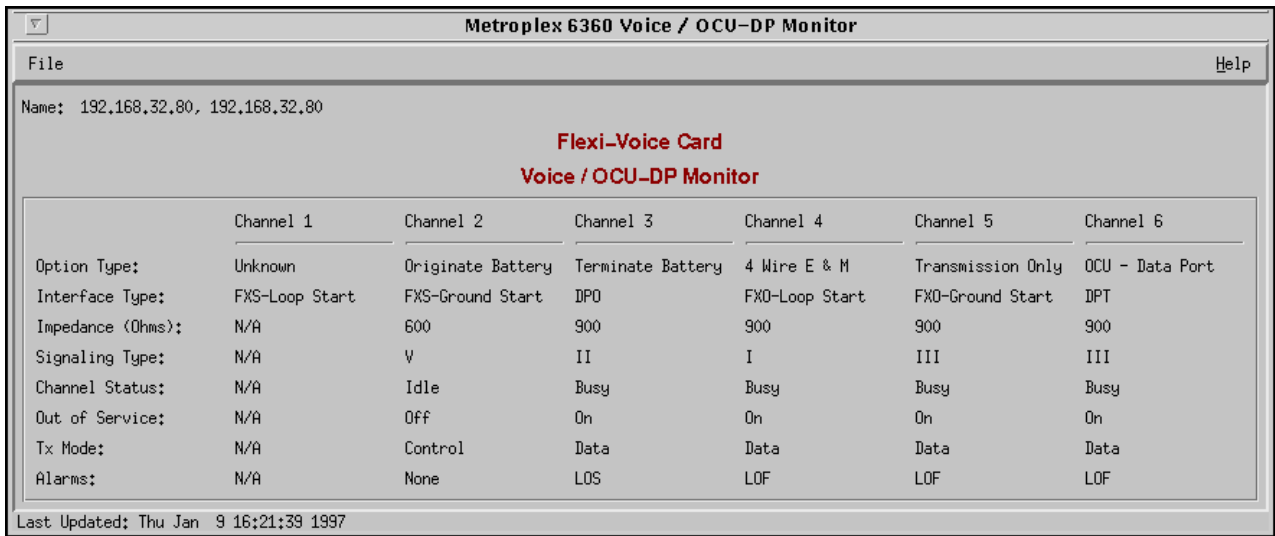 Metroplex 6360 Voice / OCU-DP Monitor
File Help
Name: 192.168.32.80, 192.168.32.80
Flexi-Voice Card
Voice / OCU-DP Monitor
Channel 1 Channel 2 Channel 3 Channel 4 Channel 5 Channel 6
Option Type: Unknown Originate Battery Terminate Battery 4 Wire E & M Transmission Only OCU - Data Port
Interface Type: FXS-Loop Start FXS-Ground Start DPO FXO-Loop Start FXO-Ground Start DPT
Impedance (Ohms): N/A 600 900 900 900 900
Signaling Type: N/A V II I III III
Channel Status: N/A Idle Busy Busy Busy Busy
Out of Service: N/A Off On On On On
Tx Mode: N/A Control Data Data Data Data
Alarms: N/A None LOS LOF LOF LOF
Last Updated: Thu Jan 9 16:21:39 1997